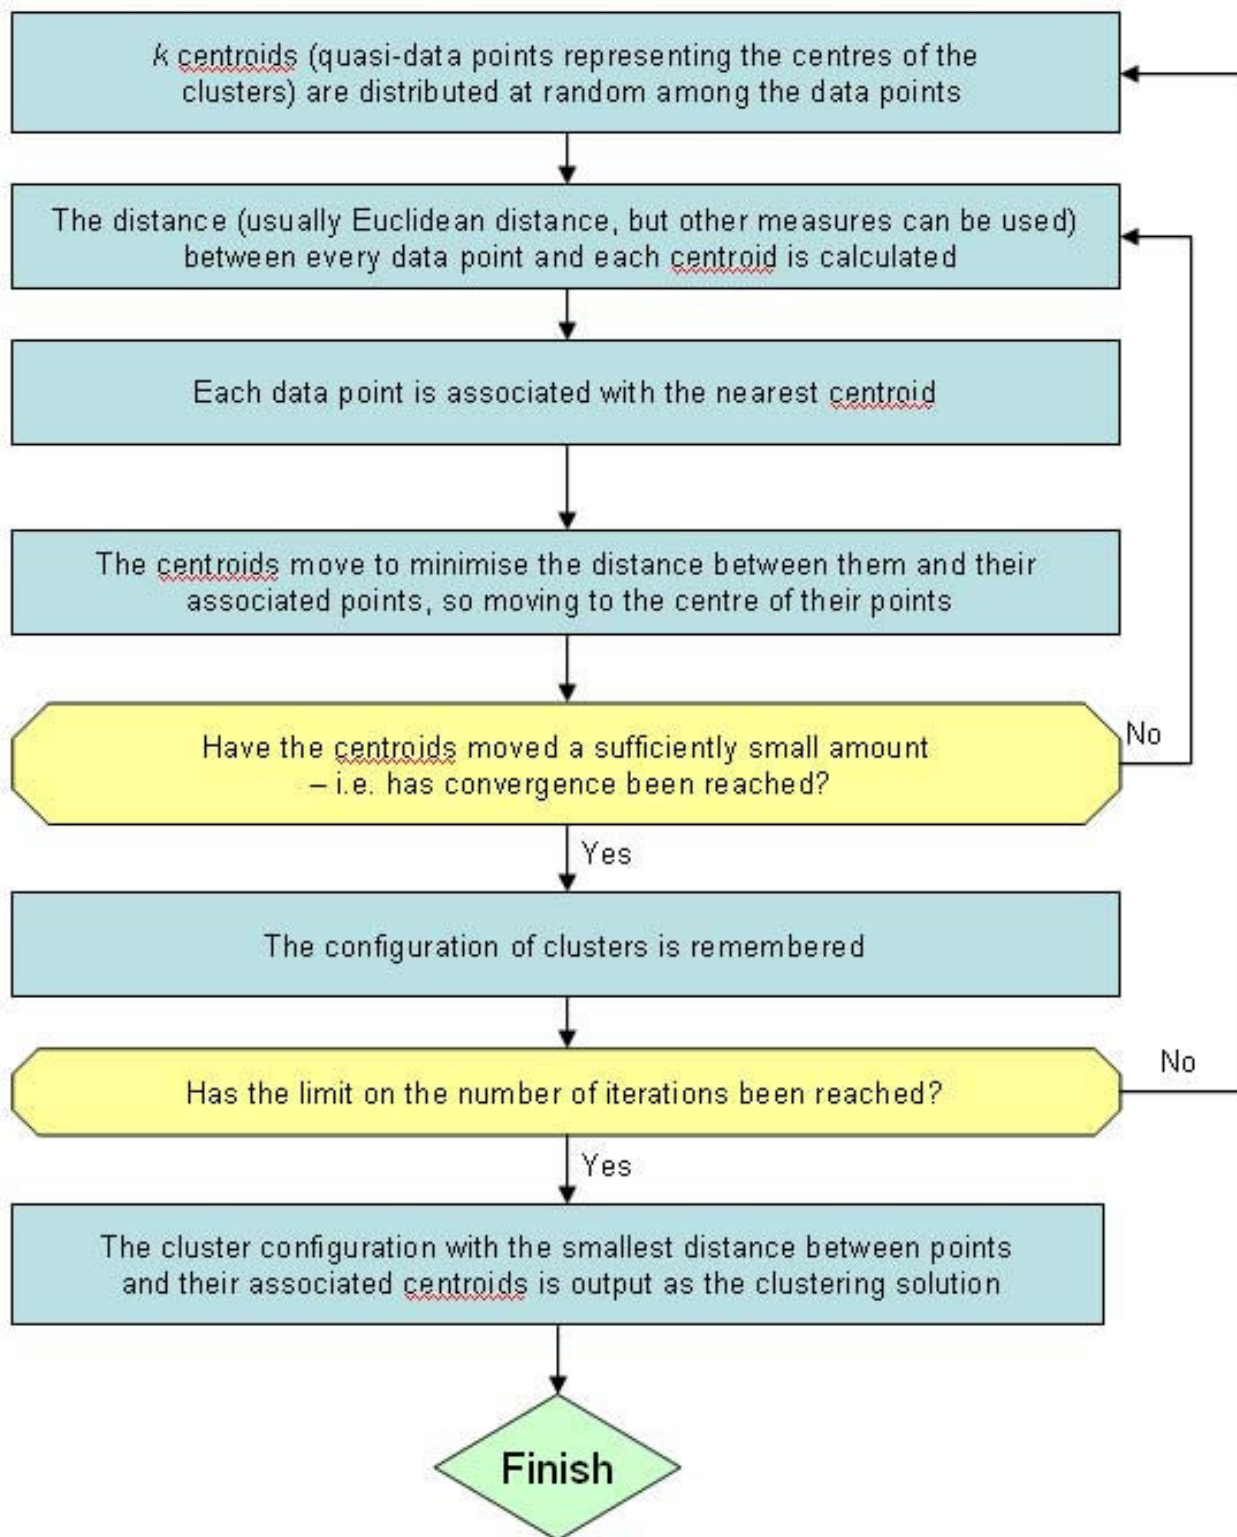 k centroids (quasi-data points representing the centres of the
clusters) are distributed at random among the data points
The distance (usually Euclidean distance, but other measures can be used)
between every data point and each centroid is calculated
Each data point is associated with the nearest centroid
The centroids move to minimise the distance between them and their
associated points, so moving to the centre of their points
Have the centroids moved a sufficiently small amount
– i.e. has convergence been reached?
No
Yes
The configuration of clusters is remembered
Has the limit on the number of iterations been reached?
No
Yes
The cluster configuration with the smallest distance between points
and their associated centroids is output as the clustering solution
Finish